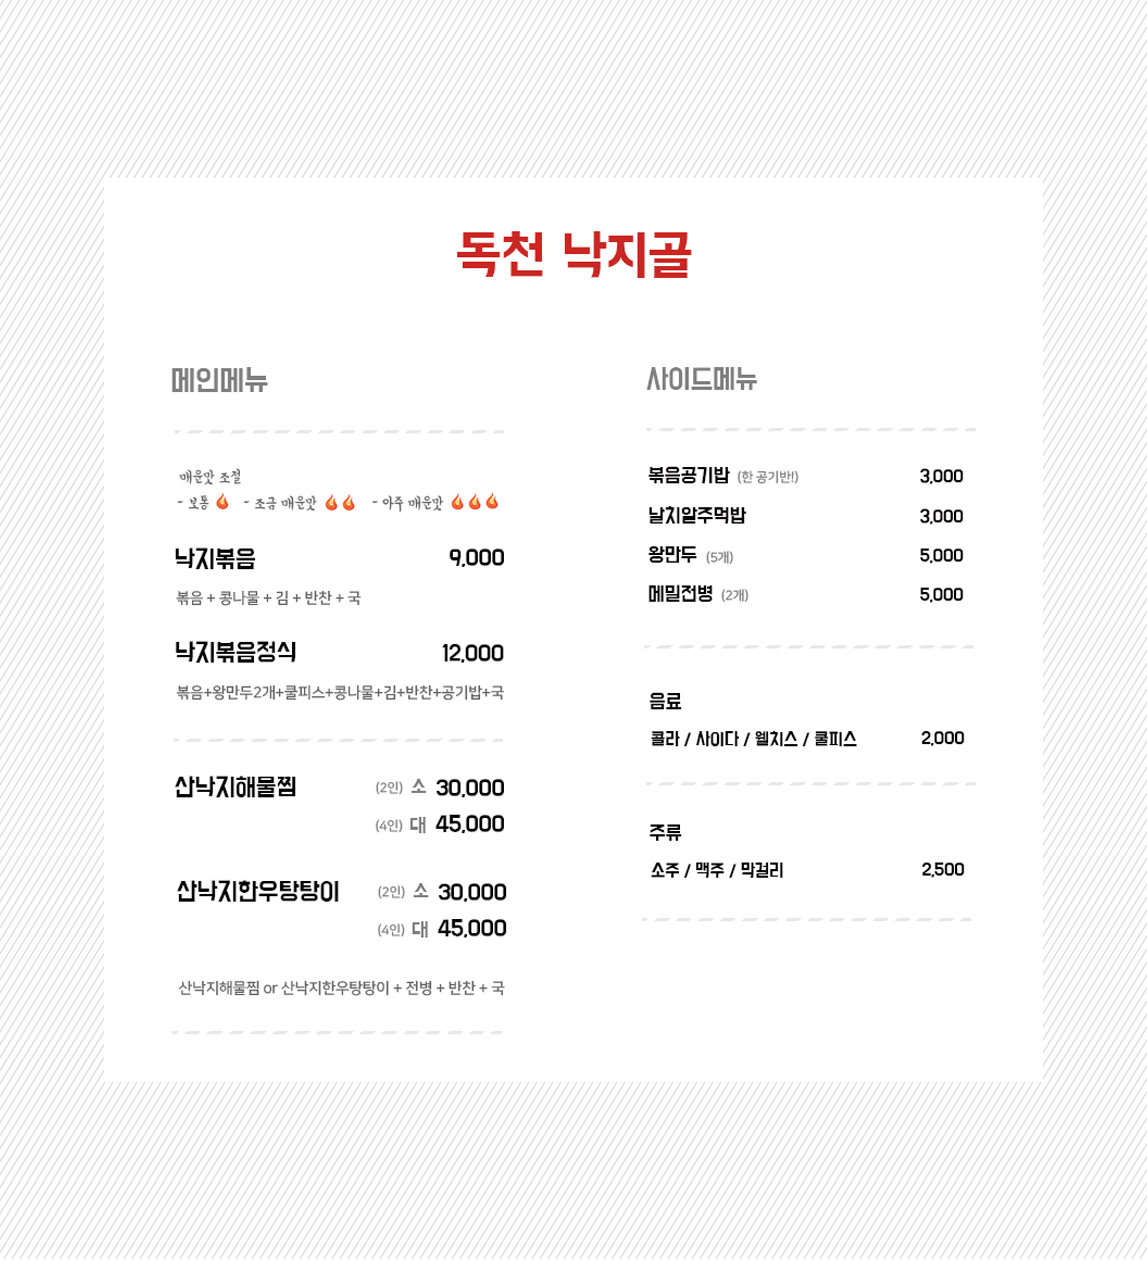 독천 낙지골
메인메뉴
매운맛 조절
- 보통 🔥 - 조금 매운맛 🔥🔥 - 아주 매운맛 🔥🔥🔥
낙지볶음 9,000
볶음 + 콩나물 + 김 + 반찬 + 국
낙지볶음정식 12,000
볶음+왕만두2개+쿨피스+콩나물+김+반찬+공기밥+국
산낙지해물찜 (2인) 소 30,000
(4인) 대 45,000
산낙지한우탕탕이 (2인) 소 30,000
(4인) 대 45,000
산낙지해물찜 or 산낙지한우탕탕이 + 전병 + 반찬 + 국
사이드메뉴
볶음공기밥 (한 공기반!) 3,000
날치알주먹밥 3,000
왕만두 (5개) 5,000
메밀전병 (2개) 5,000
음료
콜라 / 사이다 / 웰치스 / 쿨피스 2,000
주류
소주 / 맥주 / 막걸리 2,500